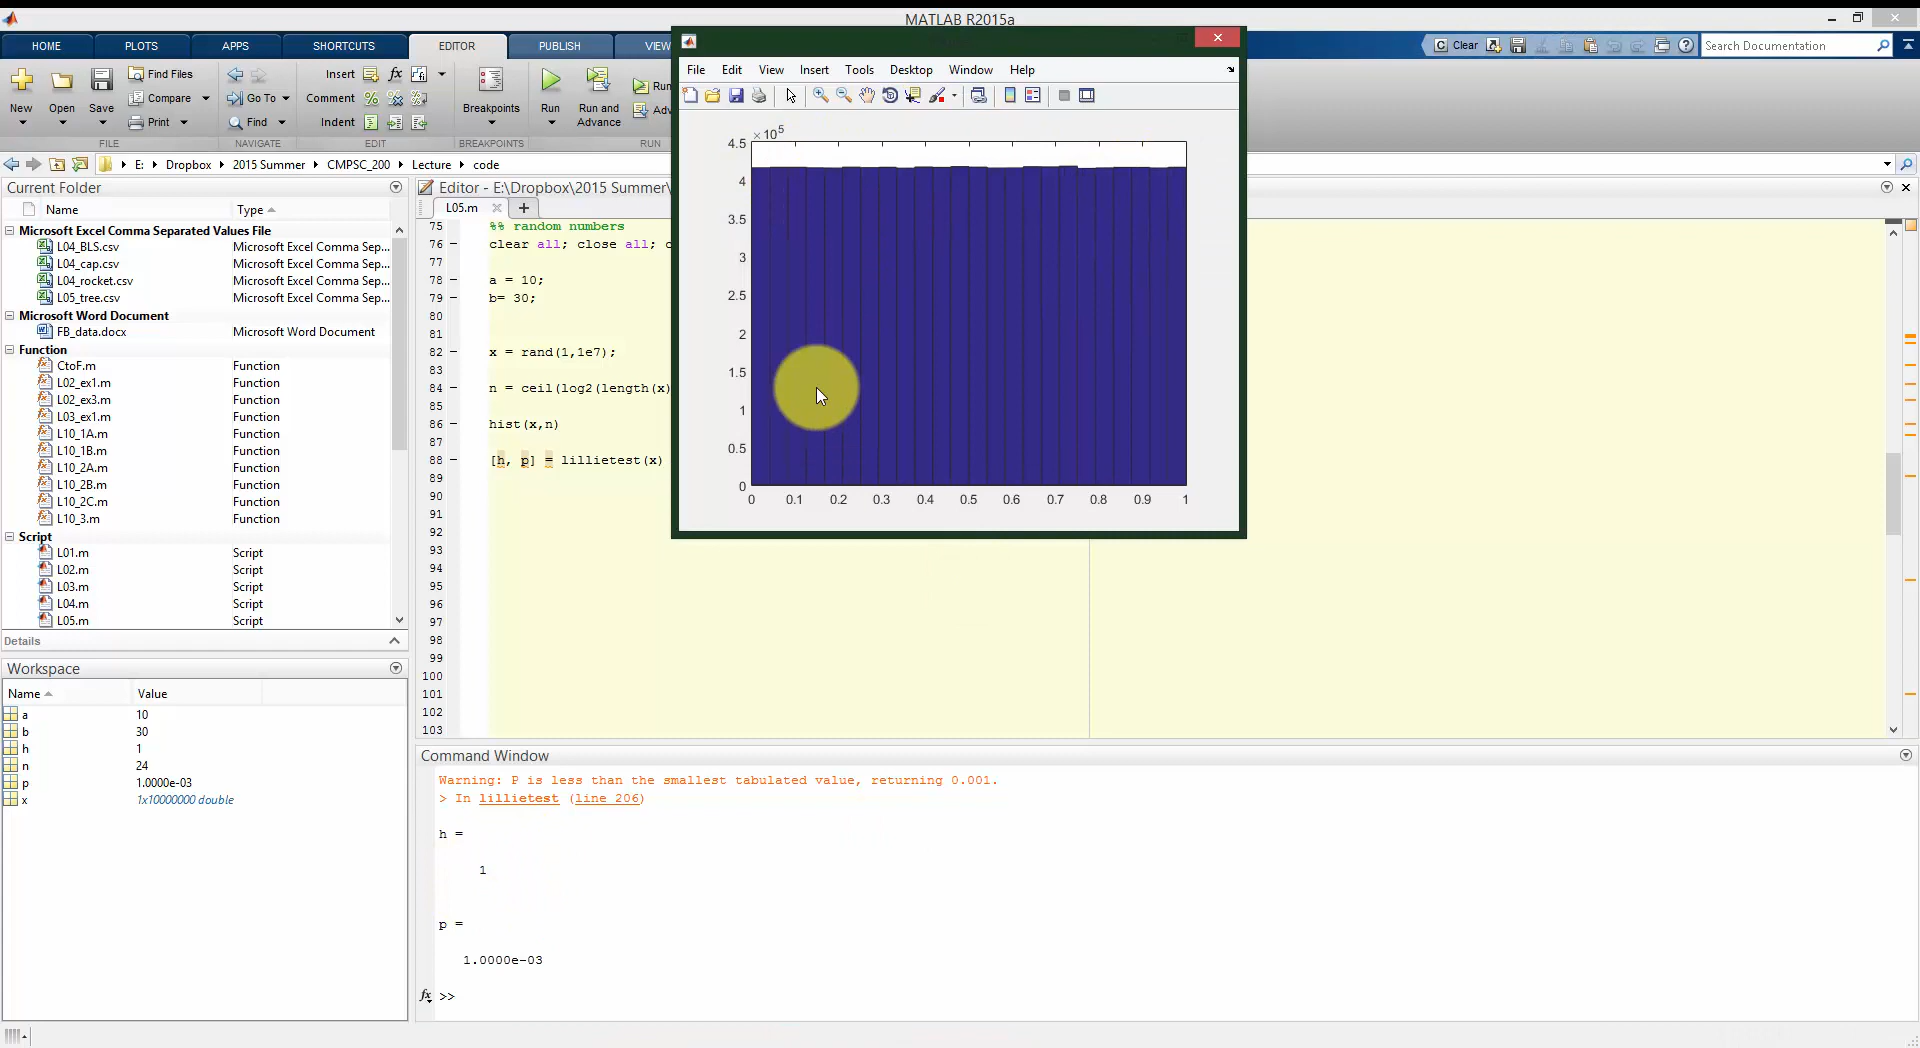 MATLAB R2015a
HOME PLOTS APPS SHORTCUTS EDITOR PUBLISH VIEW
Clear Search Documentation
New Open Save Find Files Compare Print
Go To Find
Insert fx
Comment
Indent
Breakpoints
Run Run and Advance Run Adv
FILE NAVIGATE EDIT BREAKPOINTS RUN
E: Dropbox 2015 Summer CMPSC_200 Lecture code
Current Folder
Name Type
Microsoft Excel Comma Separated Values File
L04_BLS.csv Microsoft Excel Comma Sep...
L04_cap.csv Microsoft Excel Comma Sep...
L04_rocket.csv Microsoft Excel Comma Sep...
L05_tree.csv Microsoft Excel Comma Sep...
Microsoft Word Document
FB_data.docx Microsoft Word Document
Function
CtoF.m Function
L02_ex1.m Function
L02_ex3.m Function
L03_ex1.m Function
L10_1A.m Function
L10_1B.m Function
L10_2A.m Function
L10_2B.m Function
L10_2C.m Function
L10_3.m Function
Script
L01.m Script
L02.m Script
L03.m Script
L04.m Script
L05.m Script
Details
Workspace
Name Value
a 10
b 30
h 1
n 24
p 1.0000e-03
x 1x10000000 double
Editor - E:\Dropbox\2015 Summer\
L05.m
75 %% random numbers
76 clear all; close all; c
77
78 a = 10;
79 b= 30;
80
81
82 x = rand(1,1e7);
83
84 n = ceil(log2(length(x)
85
86 hist(x,n)
87
88 [h, p] = lillietest(x)
89
90
91
92
93
94
95
96
97
98
99
100
101
102
103
File Edit View Insert Tools Desktop Window Help
×10^5
4.5
4
3.5
3
2.5
2
1.5
1
0.5
0
0 0.1 0.2 0.3 0.4 0.5 0.6 0.7 0.8 0.9 1
Command Window
Warning: P is less than the smallest tabulated value, returning 0.001.
> In lillietest (line 206)
h =
1
p =
1.0000e-03
fx >>